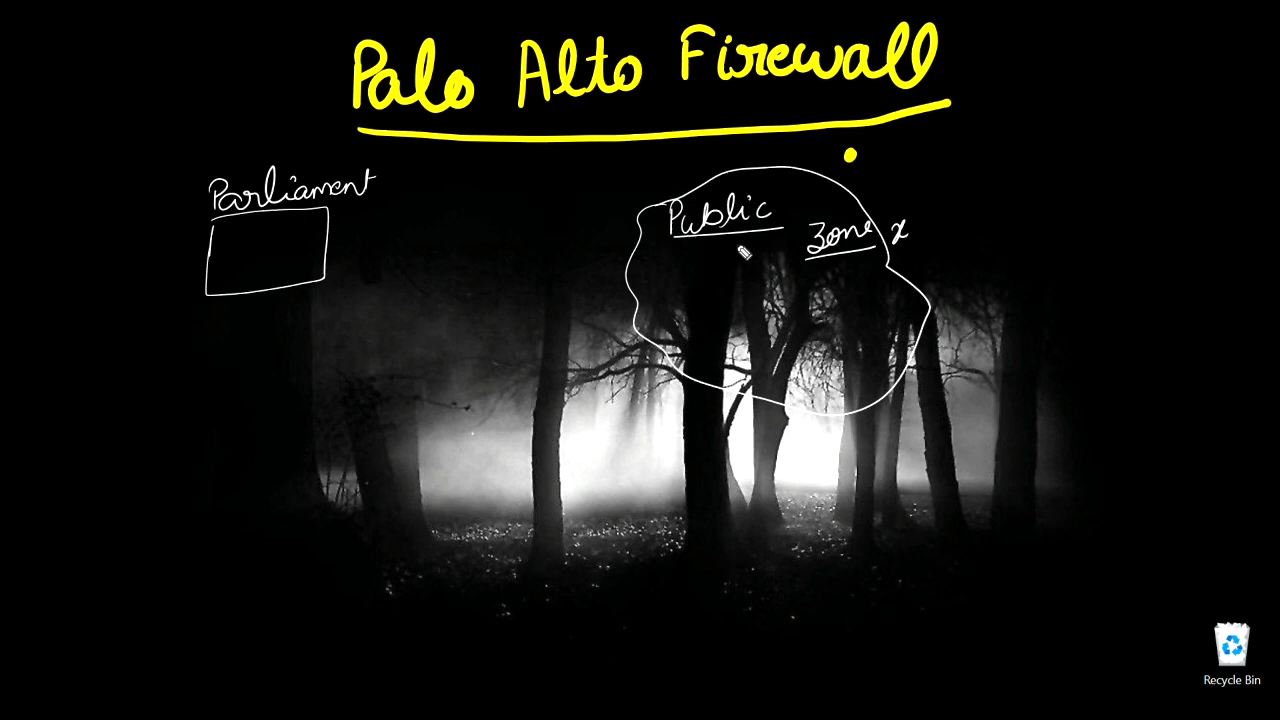 Palo Alto Firewall
Parliament
Public
Zone x
Recycle Bin